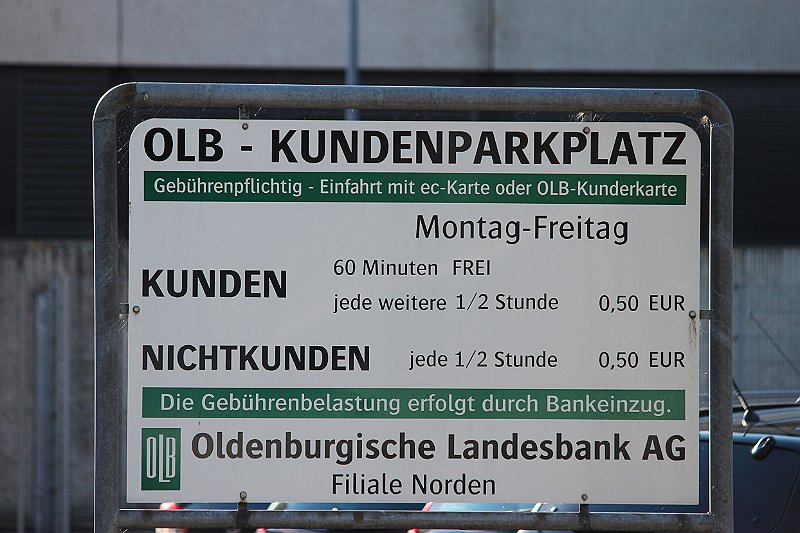 OLB - KUNDENPARKPLATZ
Gebührenpflichtig - Einfahrt mit ec-Karte oder OLB-Kunderkarte
Montag-Freitag
KUNDEN 60 Minuten FREI
jede weitere 1/2 Stunde 0,50 EUR
NICHTKUNDEN jede 1/2 Stunde 0,50 EUR
Die Gebührenbelastung erfolgt durch Bankeinzug.
OLB Oldenburgische Landesbank AG
Filiale Norden